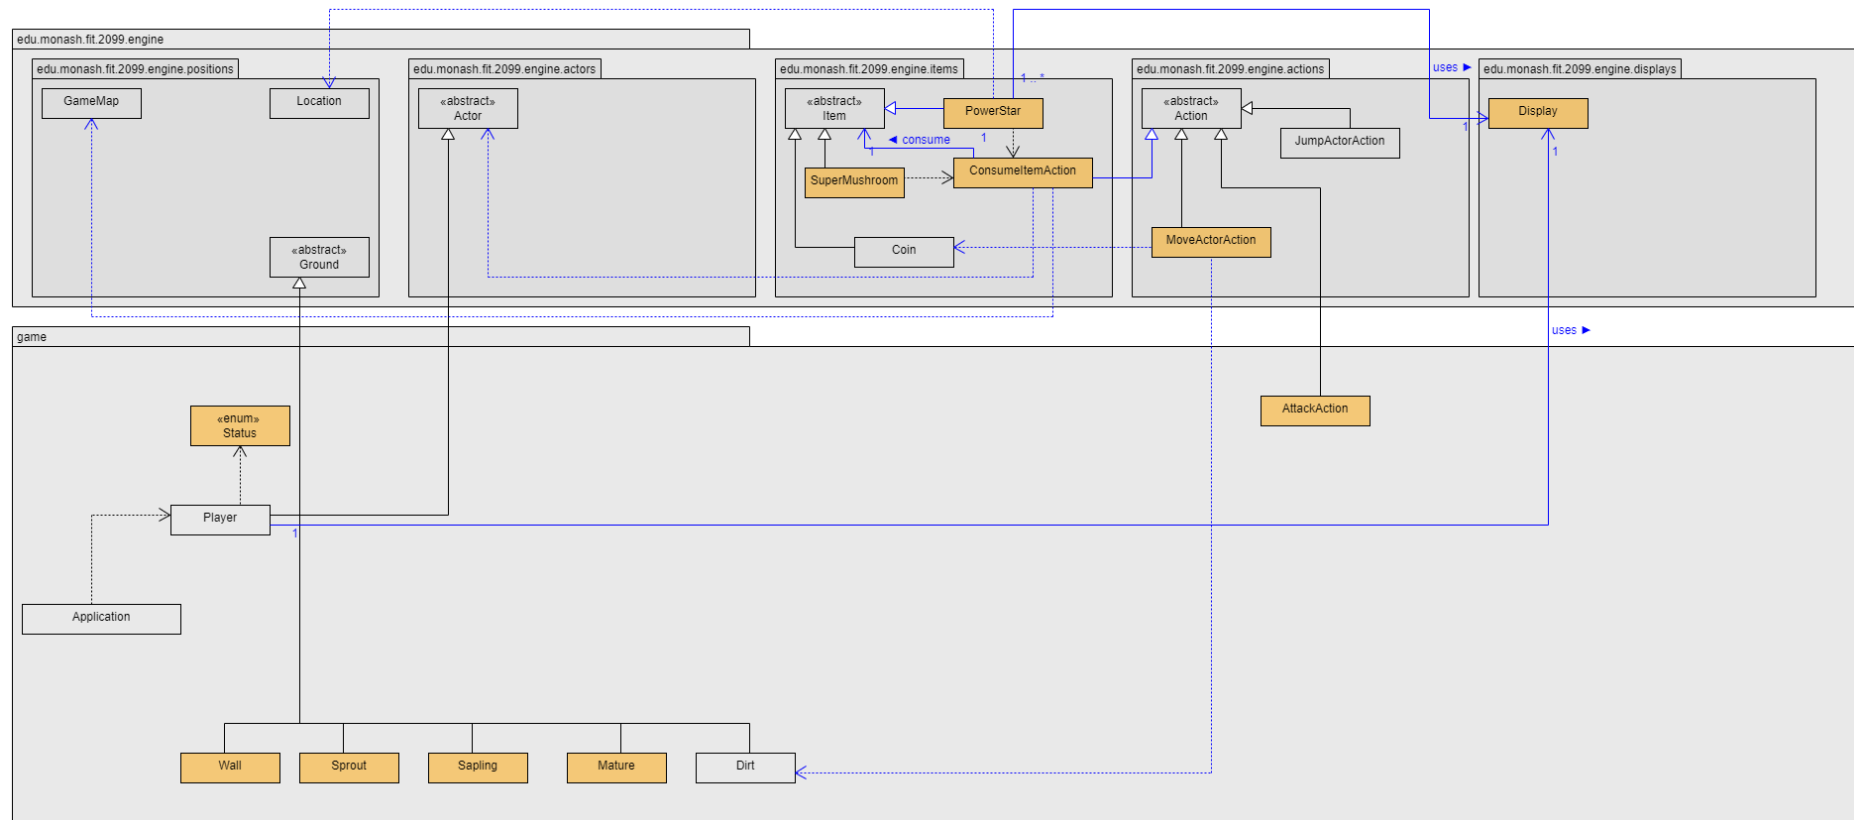 edu.monash.fit.2099.engine
edu.monash.fit.2099.engine.positions
edu.monash.fit.2099.engine.actors
edu.monash.fit.2099.engine.items
edu.monash.fit.2099.engine.actions
uses ►
edu.monash.fit.2099.engine.displays
1..*
GameMap
Location
«abstract»
Actor
«abstract»
Item
PowerStar
«abstract»
Action
Display
1
◄ consume
1
1
JumpActorAction
1
SuperMushroom
ConsumeItemAction
«abstract»
Ground
Coin
MoveActorAction
uses ►
game
«enum»
Status
AttackAction
Player
1
Application
Wall
Sprout
Sapling
Mature
Dirt